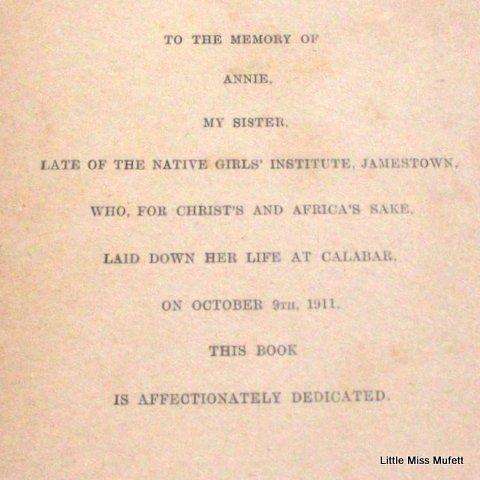 TO THE MEMORY OF
ANNIE,
MY SISTER,
LATE OF THE NATIVE GIRLS' INSTITUTE, JAMESTOWN,
WHO, FOR CHRIST'S AND AFRICA'S SAKE,
LAID DOWN HER LIFE AT CALABAR,
ON OCTOBER 9TH, 1911,
THIS BOOK
IS AFFECTIONATELY DEDICATED.
Little Miss Mufett